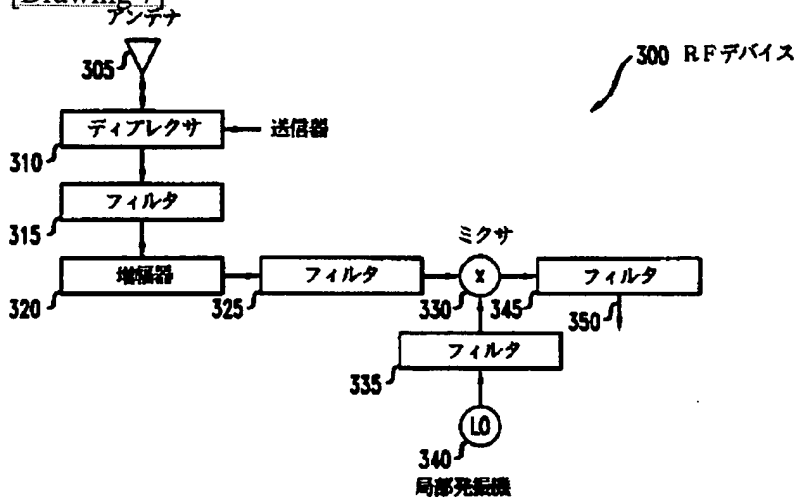 [Drawing 7]
アンテナ
305
300 RFデバイス
ディプレクサ
送信器
310
フィルタ
315
ミクサ
増幅器
フィルタ
X
フィルタ
320
325
330
345
350
フィルタ
335
LO
340
局部発振機